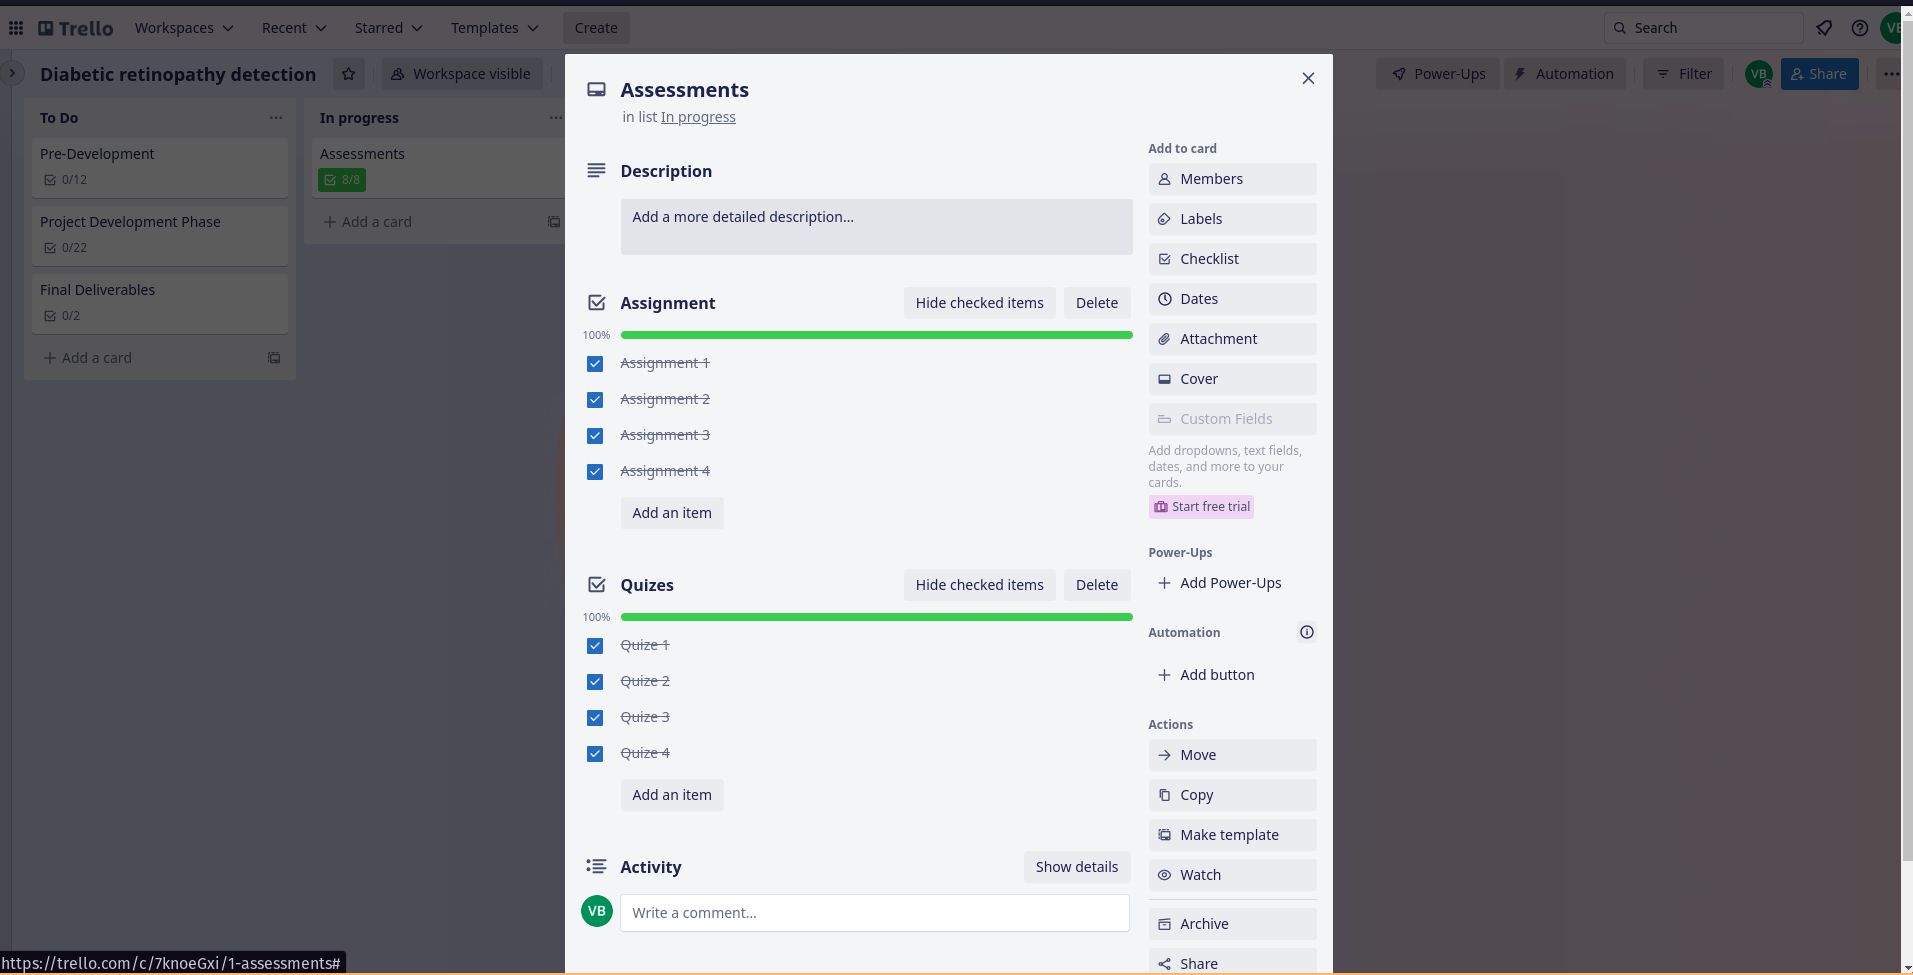 Trello
Workspaces
Recent
Starred
Templates
Create
Search
VB
Diabetic retinopathy detection
Workspace visible
Power-Ups
Automation
Filter
VB
Share
To Do
Pre-Development
0/12
Project Development Phase
0/22
Final Deliverables
0/2
Add a card
In progress
Assessments
8/8
Add a card
Assessments
in list In progress
Description
Add a more detailed description...
Assignment
Hide checked items
Delete
100%
Assignment 1
Assignment 2
Assignment 3
Assignment 4
Add an item
Quizes
Hide checked items
Delete
100%
Quize 1
Quize 2
Quize 3
Quize 4
Add an item
Activity
Show details
VB
Write a comment...
Add to card
Members
Labels
Checklist
Dates
Attachment
Cover
Custom Fields
Add dropdowns, text fields,
dates, and more to your
cards.
Start free trial
Power-Ups
Add Power-Ups
Automation
Add button
Actions
Move
Copy
Make template
Watch
Archive
Share
https://trello.com/c/7knoeGxi/1-assessments#